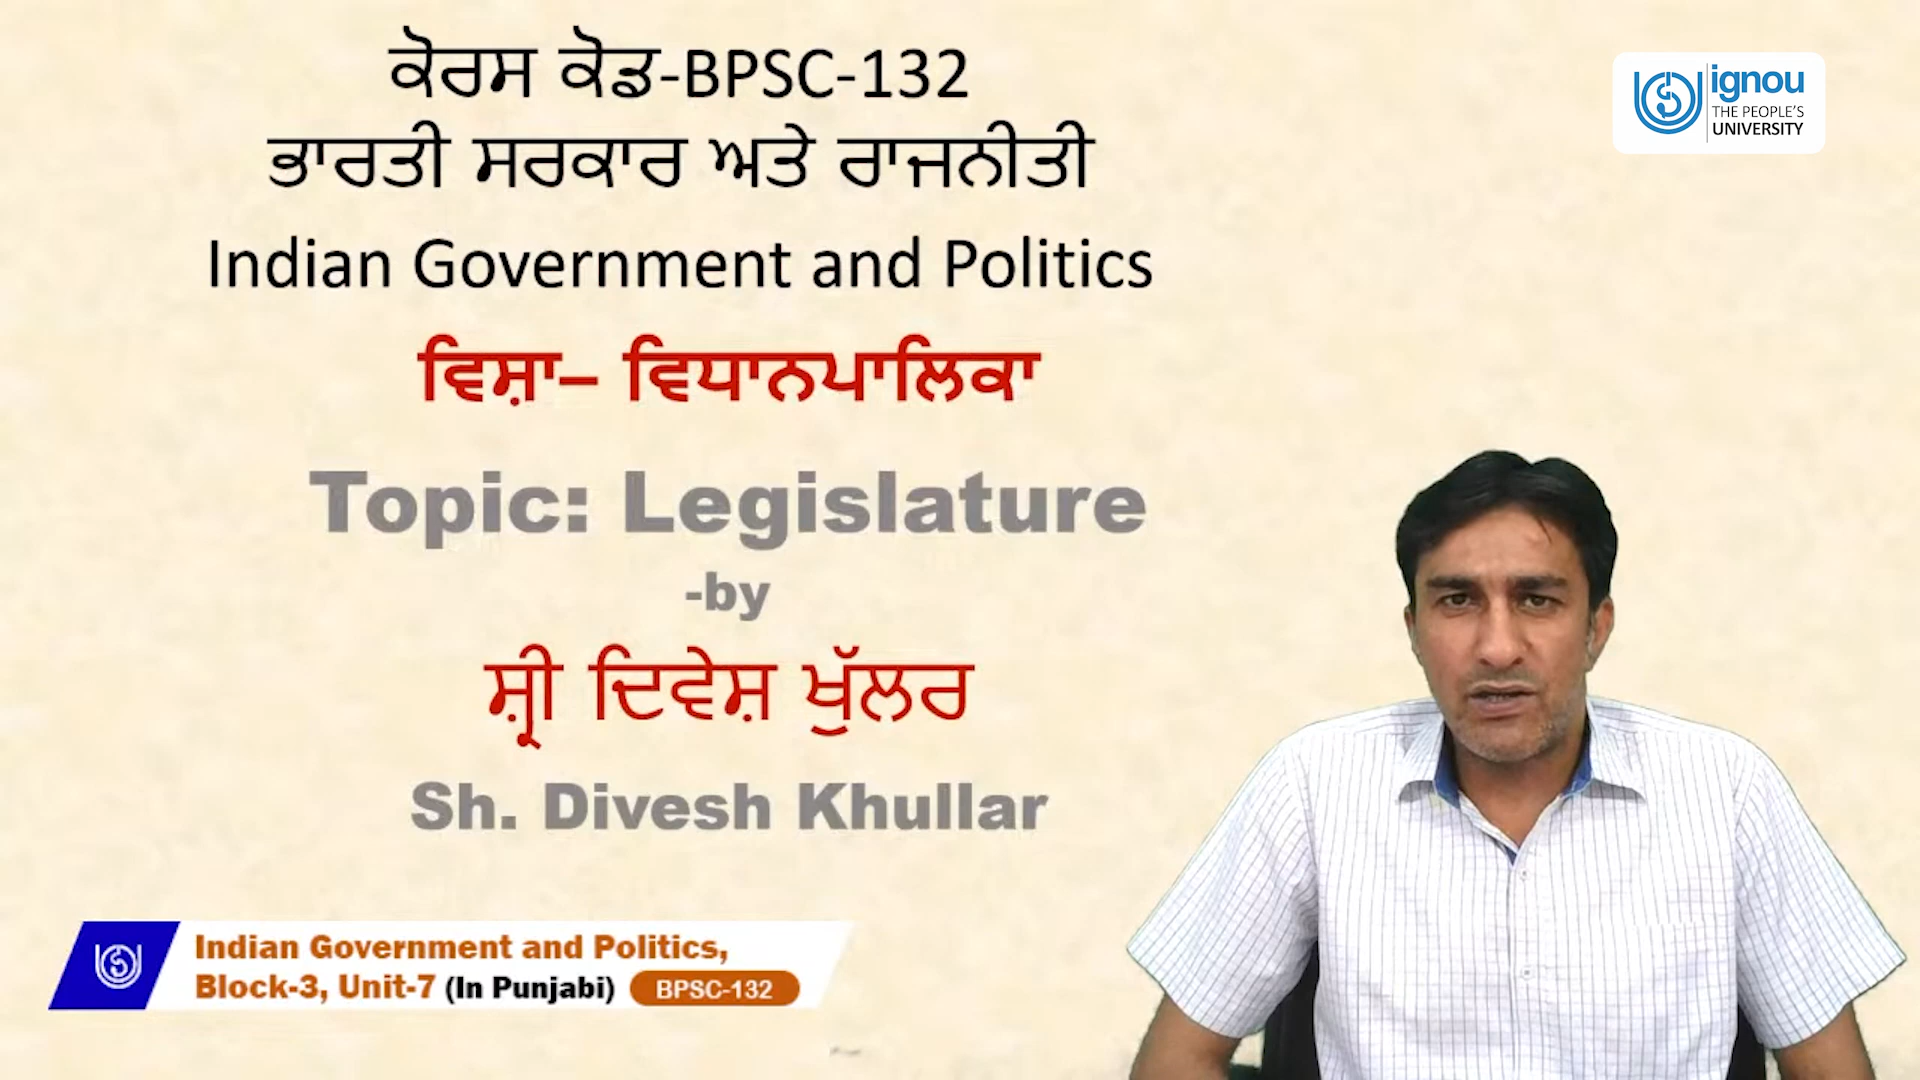 ਕੋਰਸ ਕੋਡ-BPSC-132
ਭਾਰਤੀ ਸਰਕਾਰ ਅਤੇ ਰਾਜਨੀਤੀ
Indian Government and Politics
ਵਿਸ਼ਾ– ਵਿਧਾਨਪਾਲਿਕਾ
Topic: Legislature
-by
ਸ਼੍ਰੀ ਦਿਵੇਸ਼ ਖੁੱਲਰ
Sh. Divesh Khullar
ignou
THE PEOPLE'S
UNIVERSITY
Indian Government and Politics,
Block-3, Unit-7 (In Punjabi) BPSC-132